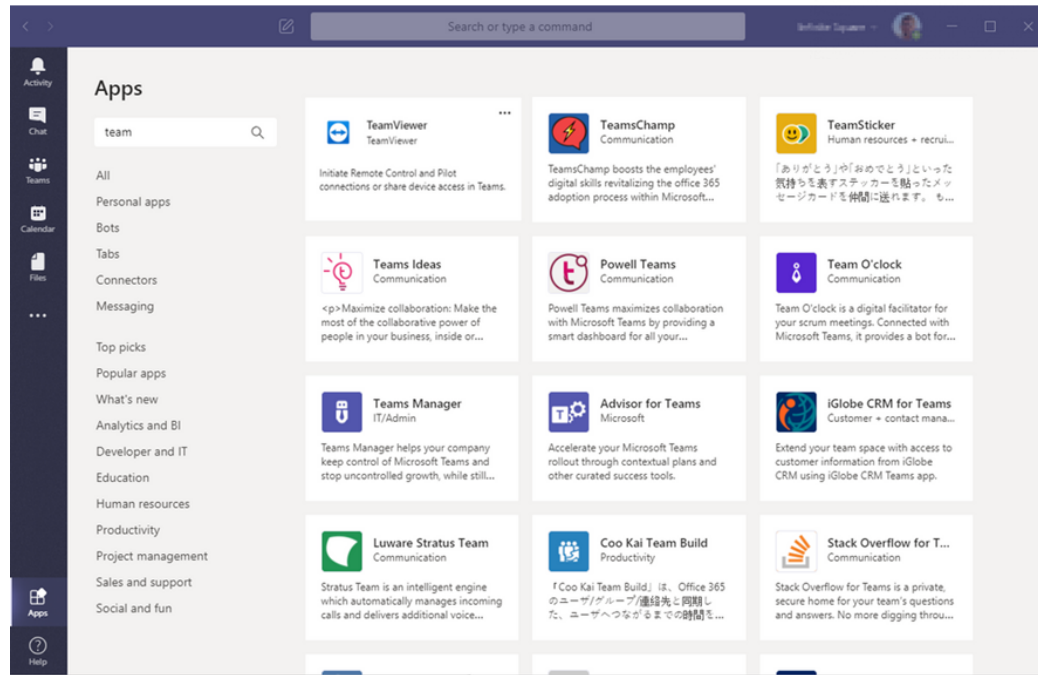 Search or type a command
Activity
Chat
Teams
Calendar
Files
Apps
Help
Apps
team
All
Personal apps
Bots
Tabs
Connectors
Messaging
Top picks
Popular apps
What's new
Analytics and BI
Developer and IT
Education
Human resources
Productivity
Project management
Sales and support
Social and fun
TeamViewer
TeamViewer
Initiate Remote Control and Pilot
connections or share device access in Teams.
TeamsChamp
Communication
TeamsChamp boosts the employees'
digital skills revitalizing the office 365
adoption process within Microsoft...
TeamSticker
Human resources + recrui...
「ありがとう」や「おめでとう」といった
気持ちを表すステッカーを貼ったメッ
セージカードを仲間に送れます。 も...
Teams Ideas
Communication
<p>Maximize collaboration: Make the
most of the collaborative power of
people in your business, inside or...
Powell Teams
Communication
Powell Teams maximizes collaboration
with Microsoft Teams by providing a
smart dashboard for all your...
Team O'clock
Communication
Team O'clock is a digital facilitator for
your scrum meetings. Connected with
Microsoft Teams, it provides a bot for...
Teams Manager
IT/Admin
Teams Manager helps your company
keep control of Microsoft Teams and
stop uncontrolled growth, while still...
Advisor for Teams
Microsoft
Accelerate your Microsoft Teams
rollout through contextual plans and
other curated success tools.
iGlobe CRM for Teams
Customer + contact mana...
Extend your team space with access to
customer information from iGlobe
CRM using iGlobe CRM Teams app.
Luware Stratus Team
Communication
Stratus Team is an intelligent engine
which automatically manages incoming
calls and delivers additional voice...
Coo Kai Team Build
Productivity
「Coo Kai Team Build」は、Office 365
のユーザ/グループ/連絡先と同期し
た、ユーザへつながるまでの時間を...
Stack Overflow for T...
Communication
Stack Overflow for Teams is a private,
secure home for your team's questions
and answers. No more digging throu...